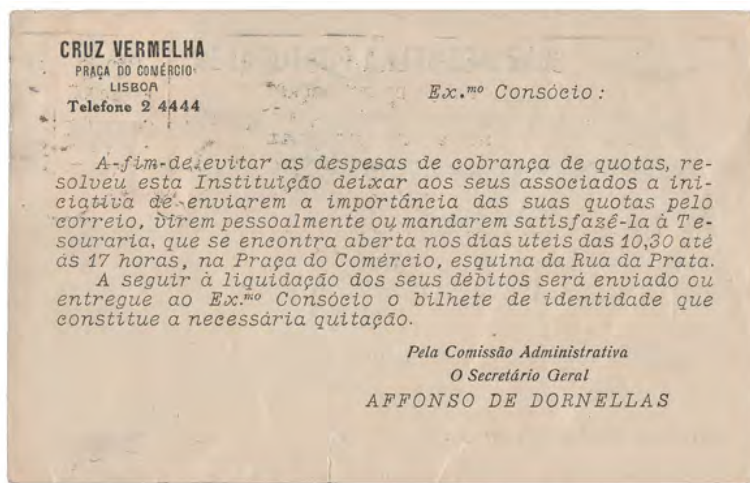 CRUZ VERMELHA
PRAÇA DO COMÉRCIO
LISBOA
Telefone 2 4444
Ex.mo Consócio:
A-fim-de evitar as despesas de cobrança de quotas, re-
solveu esta Instituïção deixar aos seus associados a ini-
ciativa de enviarem a importância das suas quotas pelo
correio, virem pessoalmente ou mandarem satisfazê-la à Te-
souraria, que se encontra aberta nos dias uteis das 10,30 até
ás 17 horas, na Praça do Comércio, esquina da Rua da Prata.
A seguir à liquidação dos seus débitos será enviado ou
entregue ao Ex.mo Consócio o bilhete de identidade que
constitue a necessária quitação.
Pela Comissão Administrativa
O Secretário Geral
AFFONSO DE DORNELLAS